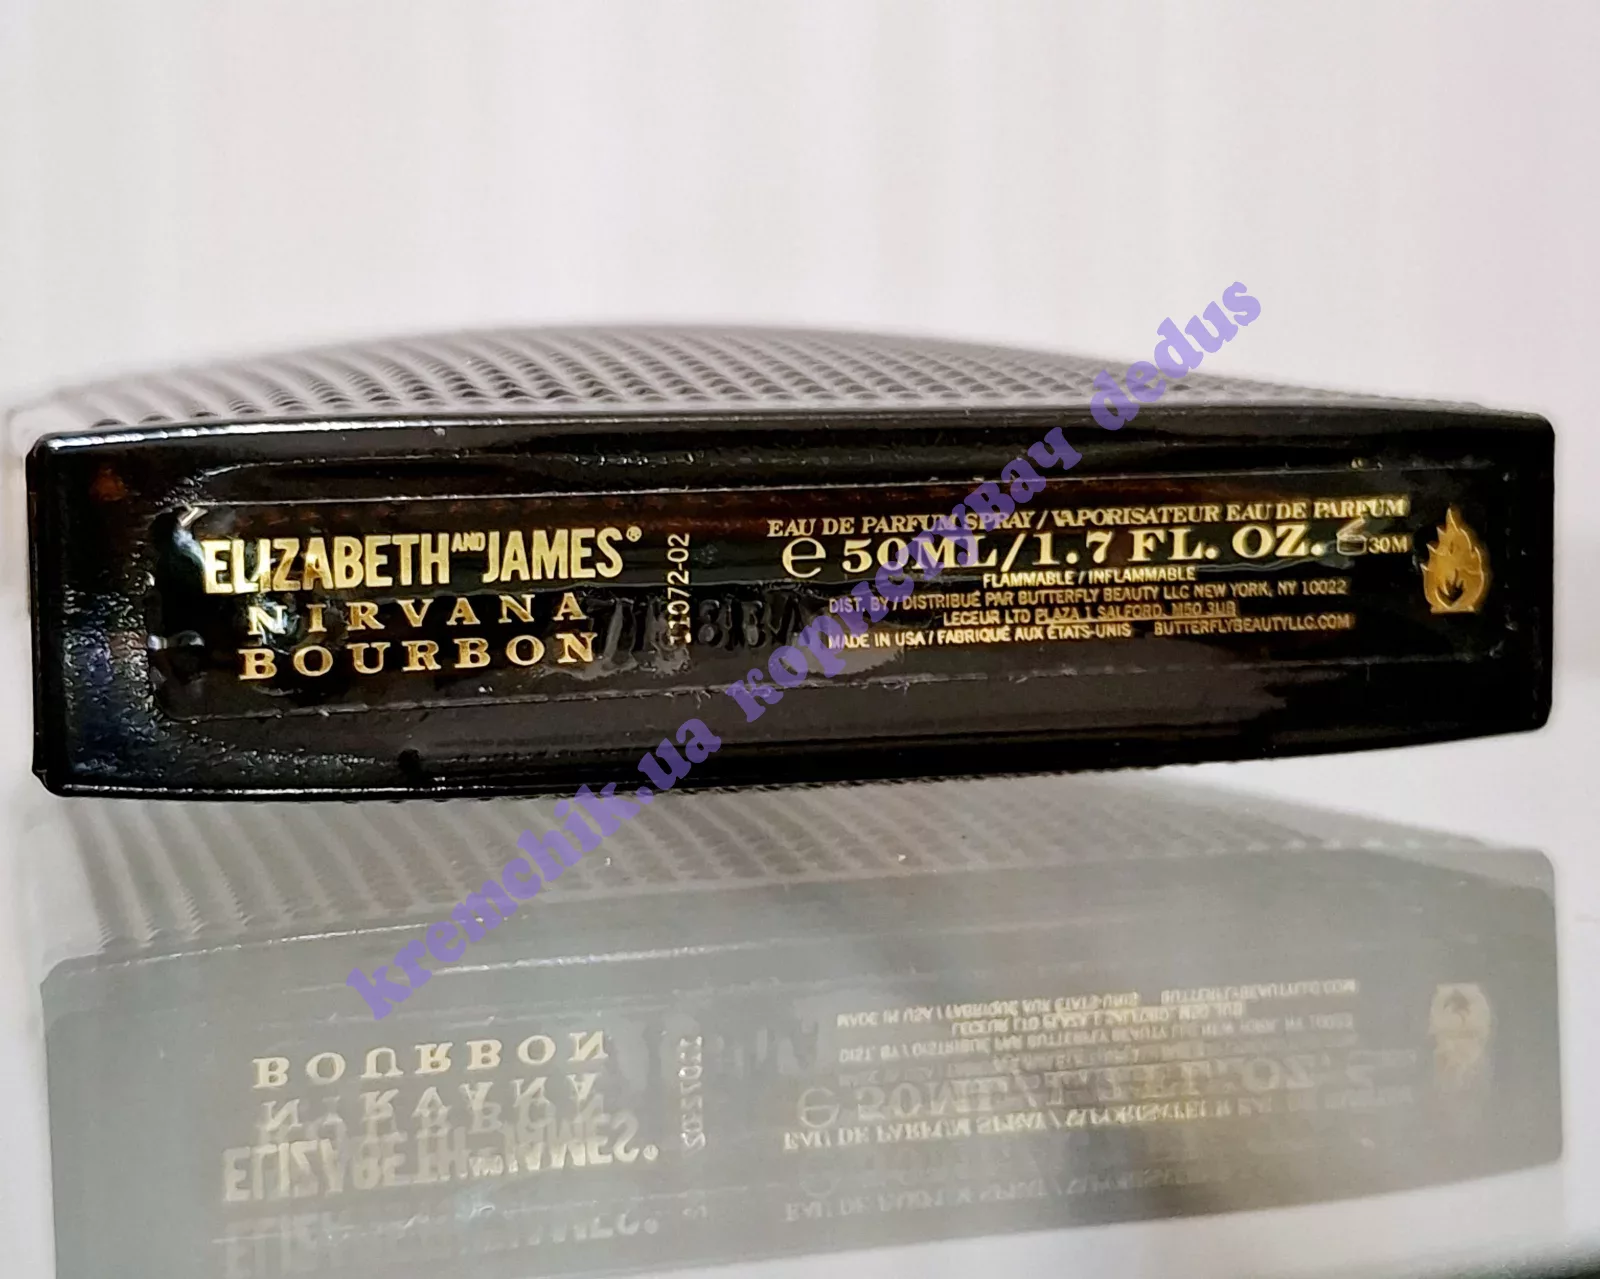 ELIZABETH AND JAMES®
NIRVANA
BOURBON
11072-02
EAU DE PARFUM SPRAY / VAPORISATEUR EAU DE PARFUM
℮ 50ML/1.7 FL. OZ. 30M
FLAMMABLE / INFLAMMABLE
DIST. BY / DISTRIBUÉ PAR BUTTERFLY BEAUTY LLC NEW YORK, NY 10022
LECEUR LTD PLAZA 1 SALFORD, M50 3UB
MADE IN USA / FABRIQUÉ AUX ÉTATS-UNIS BUTTERFLYBEAUTYLLC.COM
kremchik.ua користувач dedus